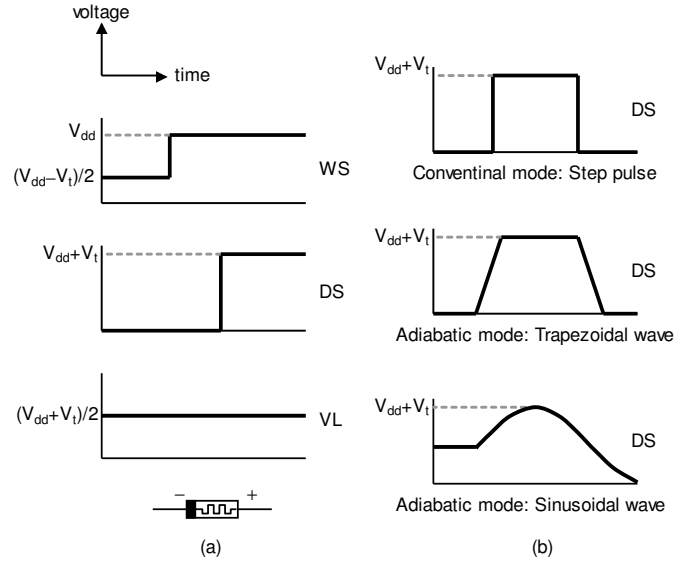 voltage
time
V_dd
(V_dd−V_t)/2
WS
V_dd+V_t
DS
(V_dd+V_t)/2
VL
− +
(a)
V_dd+V_t
DS
Conventinal mode: Step pulse
V_dd+V_t
DS
Adiabatic mode: Trapezoidal wave
V_dd+V_t
DS
Adiabatic mode: Sinusoidal wave
(b)